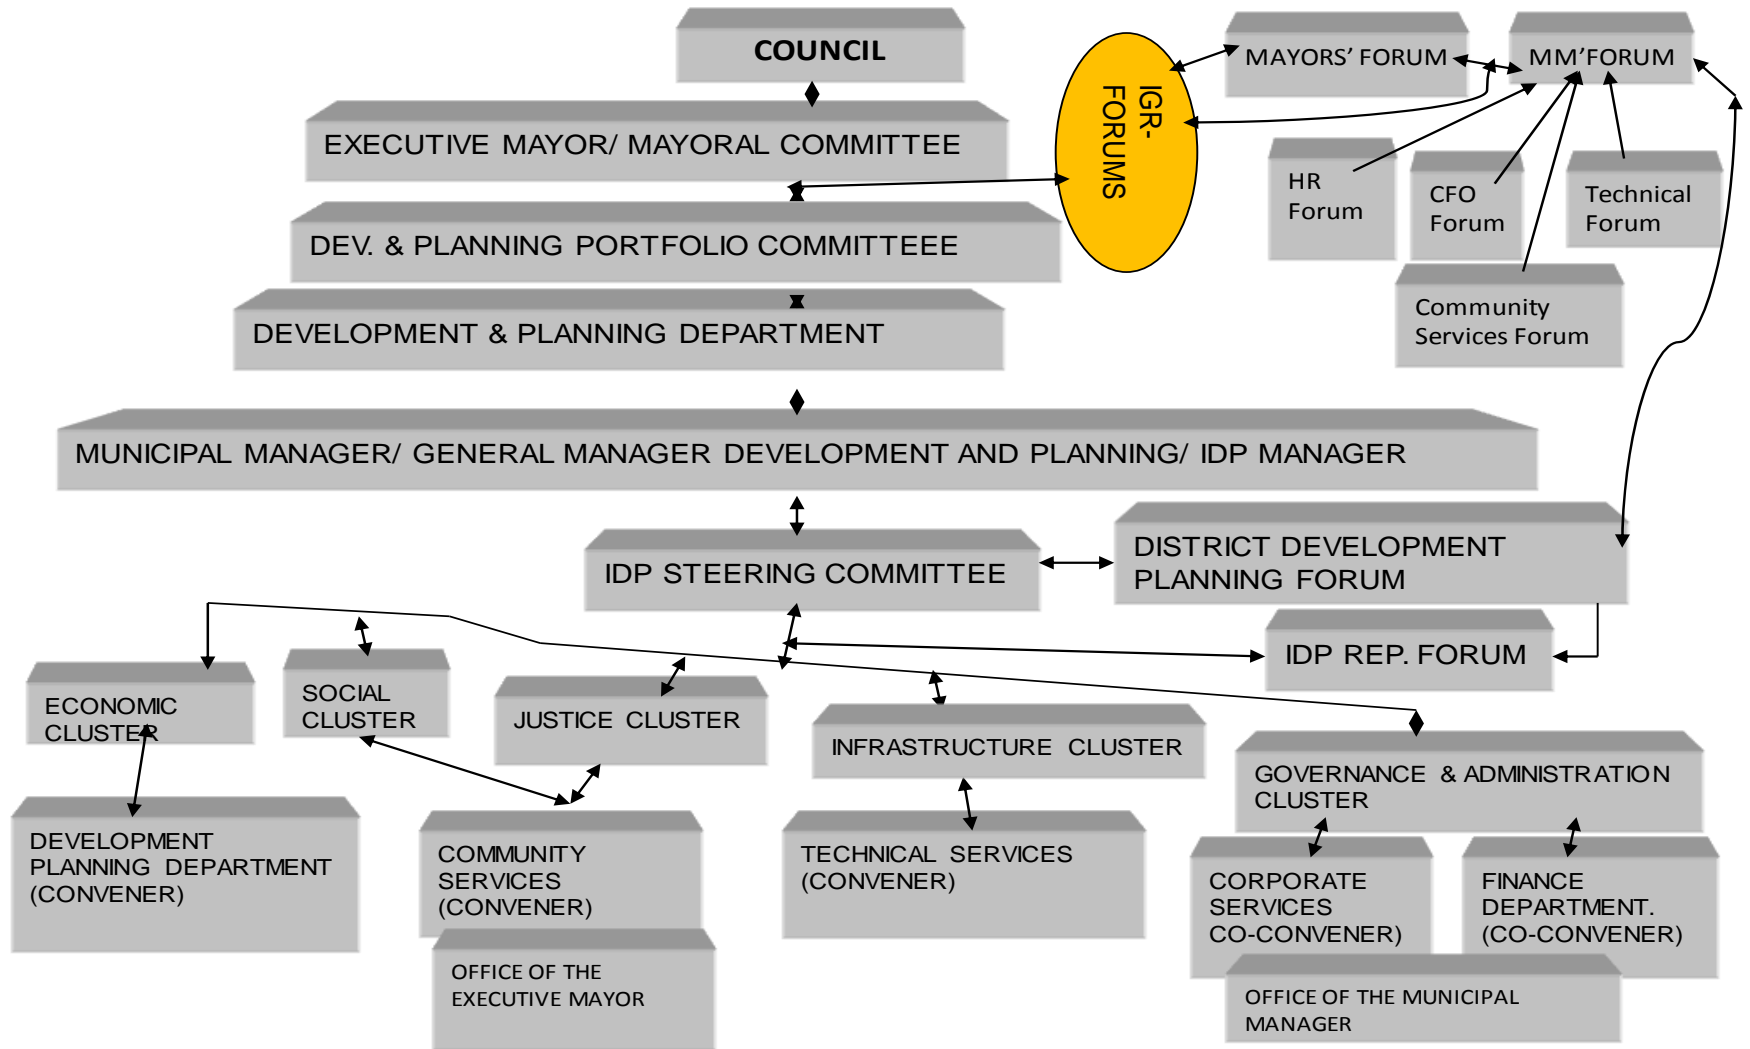 COUNCIL
MAYORS' FORUM
MM'FORUM
IGR-
FORUMS
EXECUTIVE MAYOR/ MAYORAL COMMITTEE
HR
Forum
CFO
Forum
Technical
Forum
DEV. & PLANNING PORTFOLIO COMMITTEEE
Community
Services Forum
DEVELOPMENT & PLANNING DEPARTMENT
MUNICIPAL MANAGER/ GENERAL MANAGER DEVELOPMENT AND PLANNING/ IDP MANAGER
IDP STEERING COMMITTEE
DISTRICT DEVELOPMENT
PLANNING FORUM
IDP REP. FORUM
ECONOMIC
CLUSTER
SOCIAL
CLUSTER
JUSTICE CLUSTER
INFRASTRUCTURE CLUSTER
GOVERNANCE & ADMINISTRATION
CLUSTER
DEVELOPMENT
PLANNING DEPARTMENT
(CONVENER)
COMMUNITY
SERVICES
(CONVENER)
TECHNICAL SERVICES
(CONVENER)
CORPORATE
SERVICES
CO-CONVENER)
FINANCE
DEPARTMENT.
(CO-CONVENER)
OFFICE OF THE
EXECUTIVE MAYOR
OFFICE OF THE MUNICIPAL
MANAGER